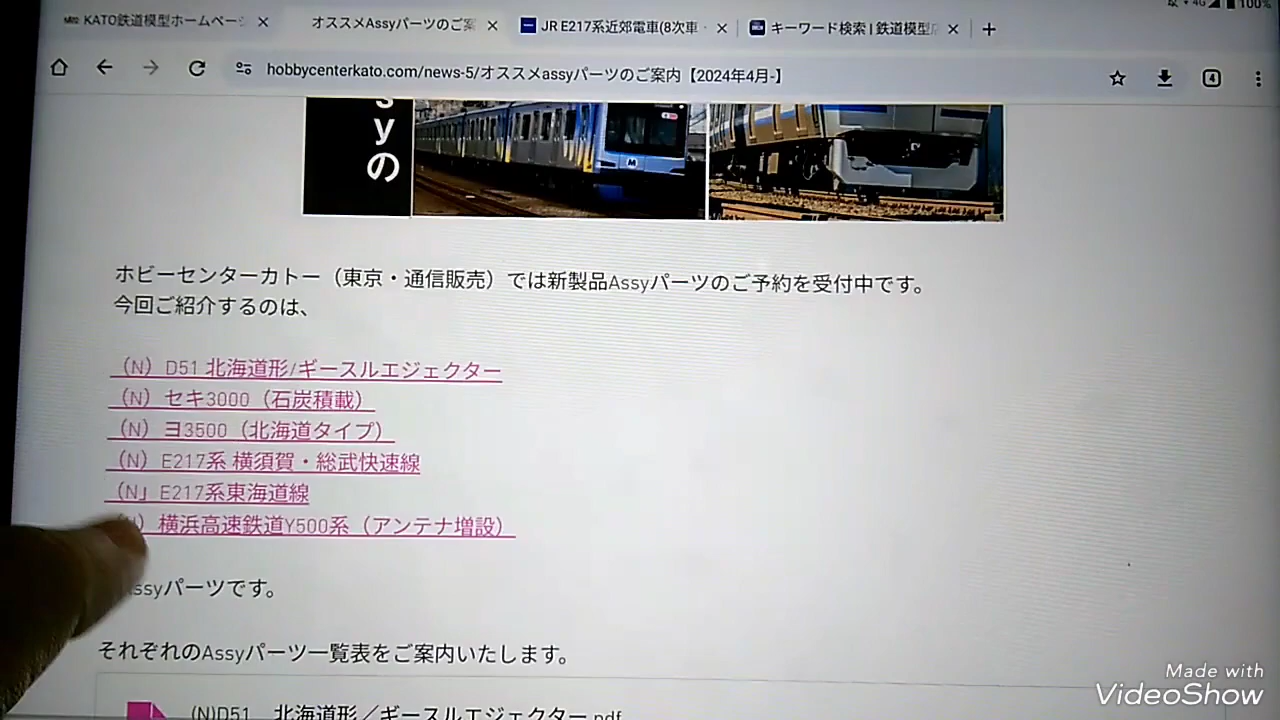 KATO鉄道模型ホームペー
オススメAssyパーツのご案
JR E217系近郊電車(8次車
キーワード検索 | 鉄道模型
4G 100%
hobbycenterkato.com/news-5/オススメassyパーツのご案内【2024年4月-】
4
syの
M
ホビーセンターカトー（東京・通信販売）では新製品Assyパーツのご予約を受付中です。
今回ご紹介するのは、
（N）D51 北海道形/ギースルエジェクター
（N）セキ3000（石炭積載）
（N）ヨ3500（北海道タイプ）
（N）E217系 横須賀・総武快速線
（N」E217系東海道線
（N）横浜高速鉄道Y500系（アンテナ増設）
ssyパーツです。
それぞれのAssyパーツ一覧表をご案内いたします。
(N)D51　北海道形／ギースルエジェクター.pdf
Made with
VideoShow